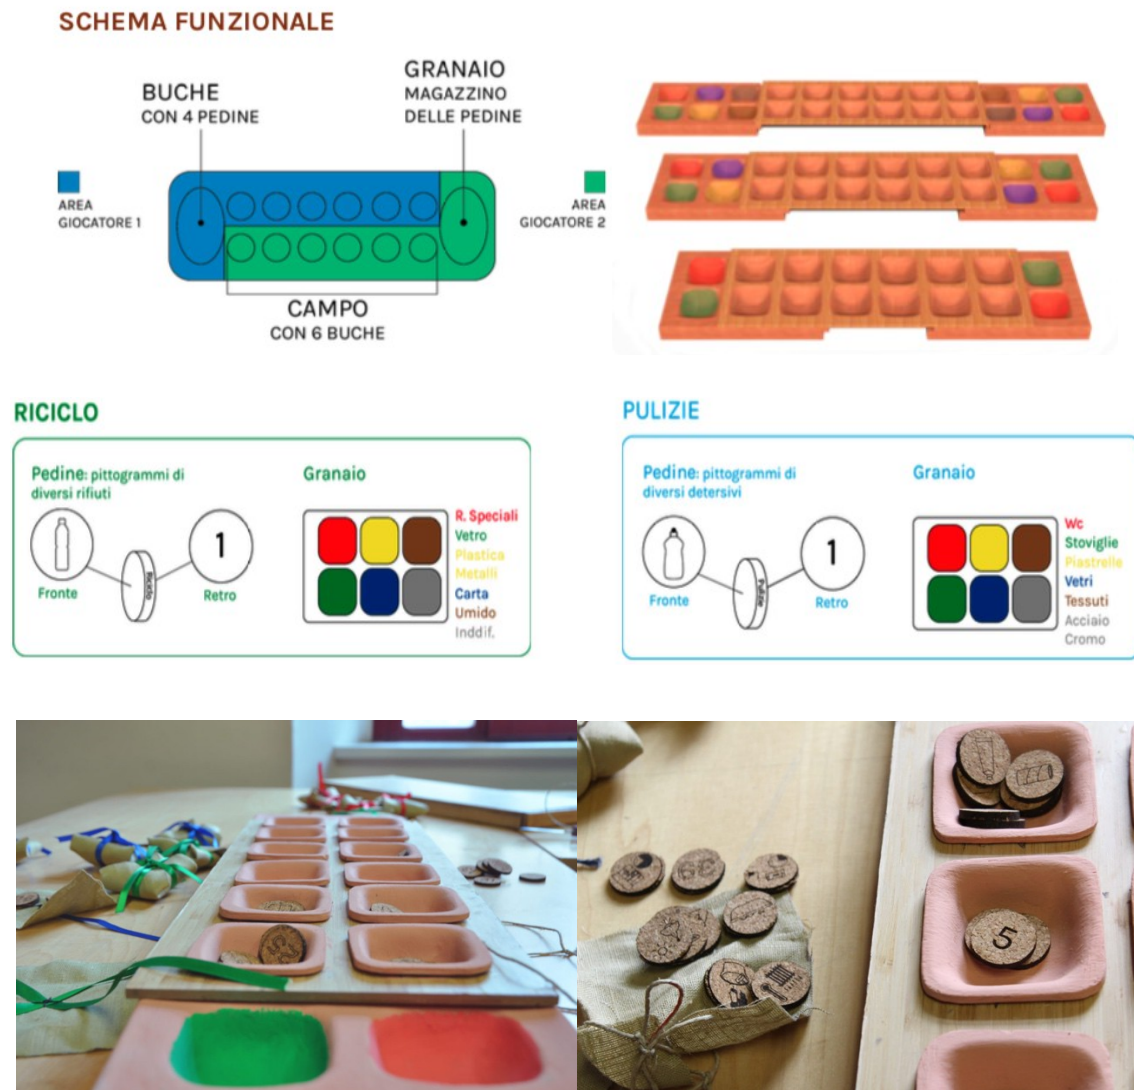 SCHEMA FUNZIONALE
BUCHE
CON 4 PEDINE
GRANAIO
MAGAZZINO
DELLE PEDINE
AREA
GIOCATORE 1
AREA
GIOCATORE 2
CAMPO
CON 6 BUCHE
RICICLO
Pedine: pittogrammi di
diversi rifiuti
Granaio
1
Riciclo
Fronte
Retro
R. Speciali
Vetro
Plastica
Metalli
Carta
Umido
Inddif.
PULIZIE
Pedine: pittogrammi di
diversi detersivi
Granaio
1
Pulizie
Fronte
Retro
Wc
Stoviglie
Piastrelle
Vetri
Tessuti
Acciaio
Cromo
5